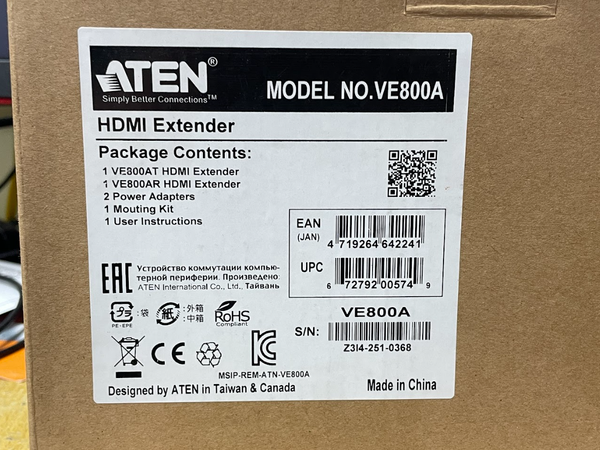 ATEN®
Simply Better Connections™
MODEL NO.VE800A
HDMI Extender
Package Contents:
1 VE800AT HDMI Extender
1 VE800AR HDMI Extender
2 Power Adapters
1 Mouting Kit
1 User Instructions
EAN
(JAN)
4 719264 642241
UPC
6 72792 00574 9
EAC
Устройство коммутации компью-
терной периферии. Произведено:
ATEN International Co., Ltd., Тайвань
プラ
:袋
PE·EPE
紙
:外箱
:中箱
RoHS
Compliant
VE800A
S/N:
Z3I4-251-0368
CE
MSIP-REM-ATN-VE800A
Designed by ATEN in Taiwan & Canada
Made in China